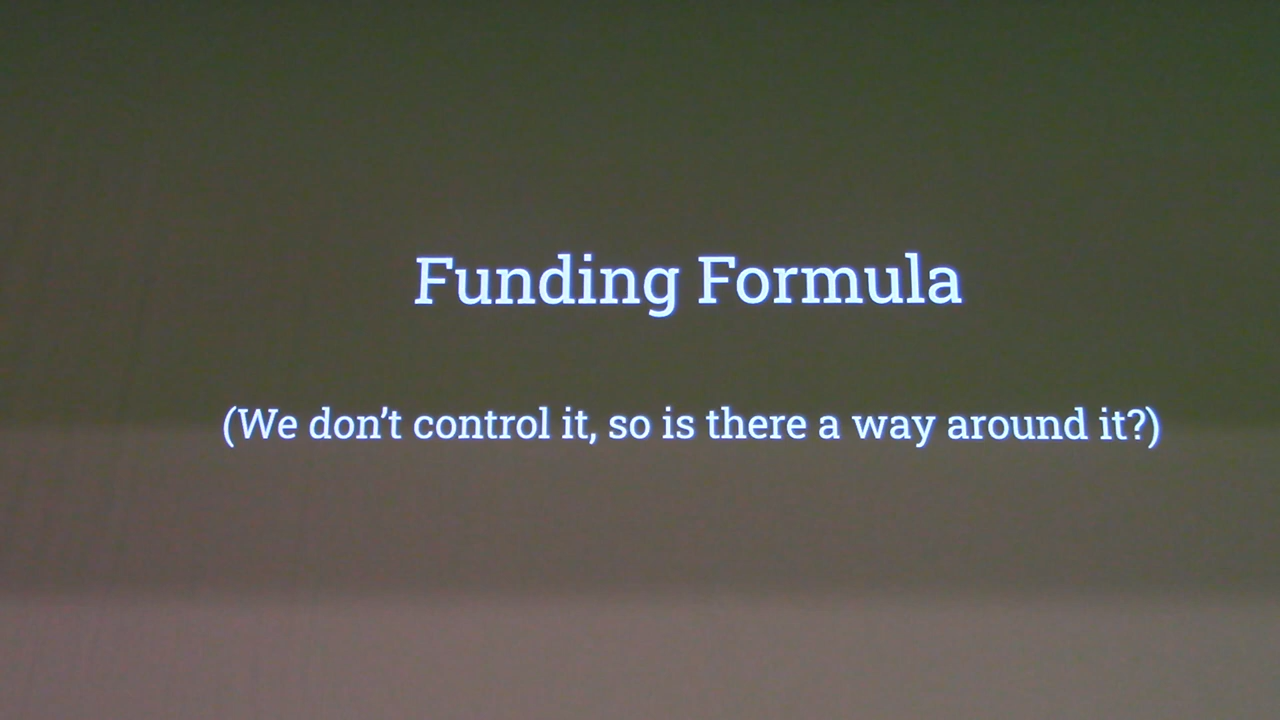 Funding Formula
(We don’t control it, so is there a way around it?)